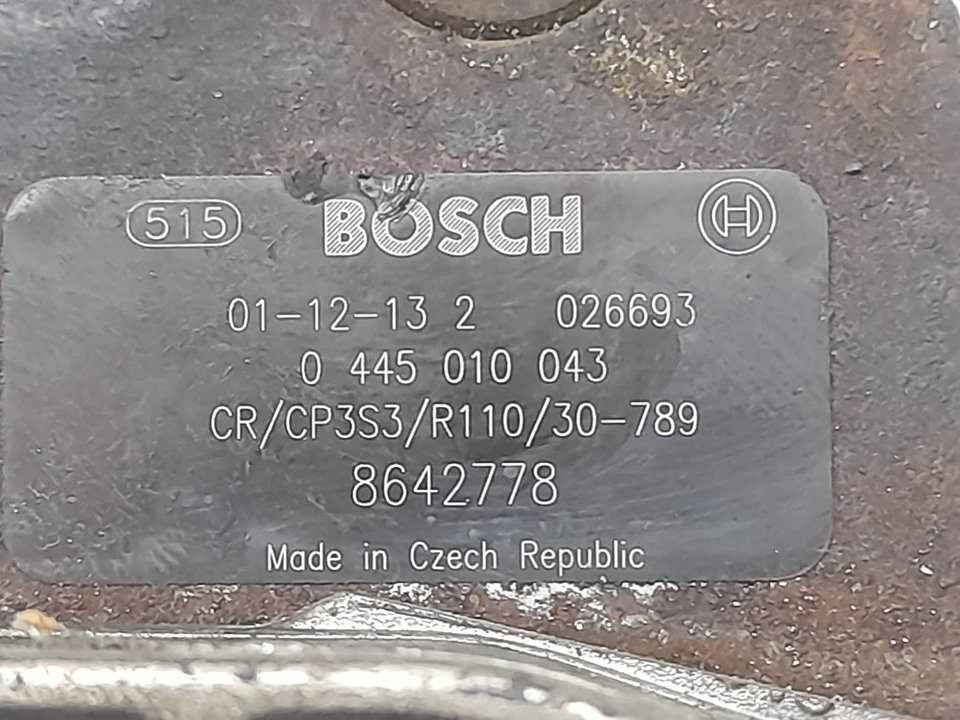 515 BOSCH
01-12-13 2 026693
0 445 010 043
CR/CP3S3/R110/30-789
8642778
Made in Czech Republic